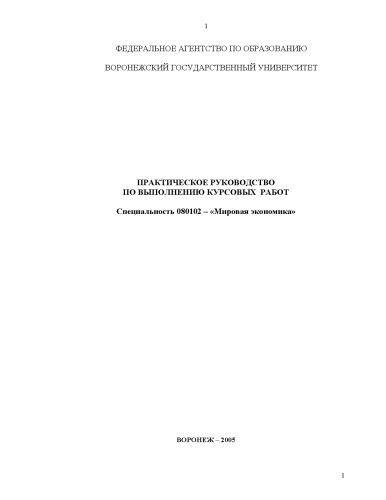 1
ФЕДЕРАЛЬНОЕ АГЕНТСТВО ПО ОБРАЗОВАНИЮ
ВОРОНЕЖСКИЙ ГОСУДАРСТВЕННЫЙ УНИВЕРСИТЕТ
ПРАКТИЧЕСКОЕ РУКОВОДСТВО
ПО ВЫПОЛНЕНИЮ КУРСОВЫХ РАБОТ
Специальность 080102 – «Мировая экономика»
ВОРОНЕЖ – 2005
1